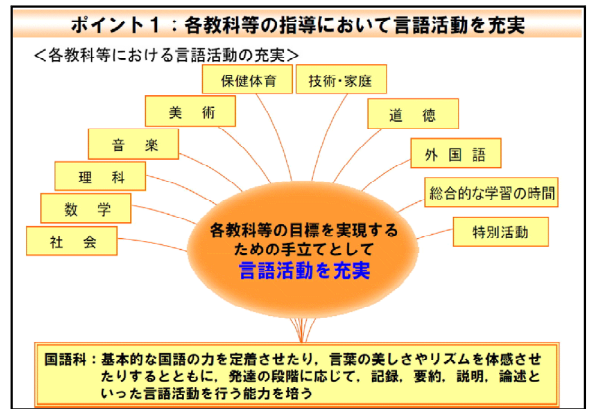 ポイント1：各教科等の指導において言語活動を充実
＜各教科等における言語活動の充実＞
保健体育
技術・家庭
美　術
道　徳
音　楽
外 国 語
理　科
総合的な学習の時間
数　学
特別活動
社　会
各教科等の目標を実現する
ための手立てとして
言語活動を充実
国語科：基本的な国語の力を定着させたり，言葉の美しさやリズムを体感させ
たりするとともに，発達の段階に応じて，記録，要約，説明，論述と
いった言語活動を行う能力を培う